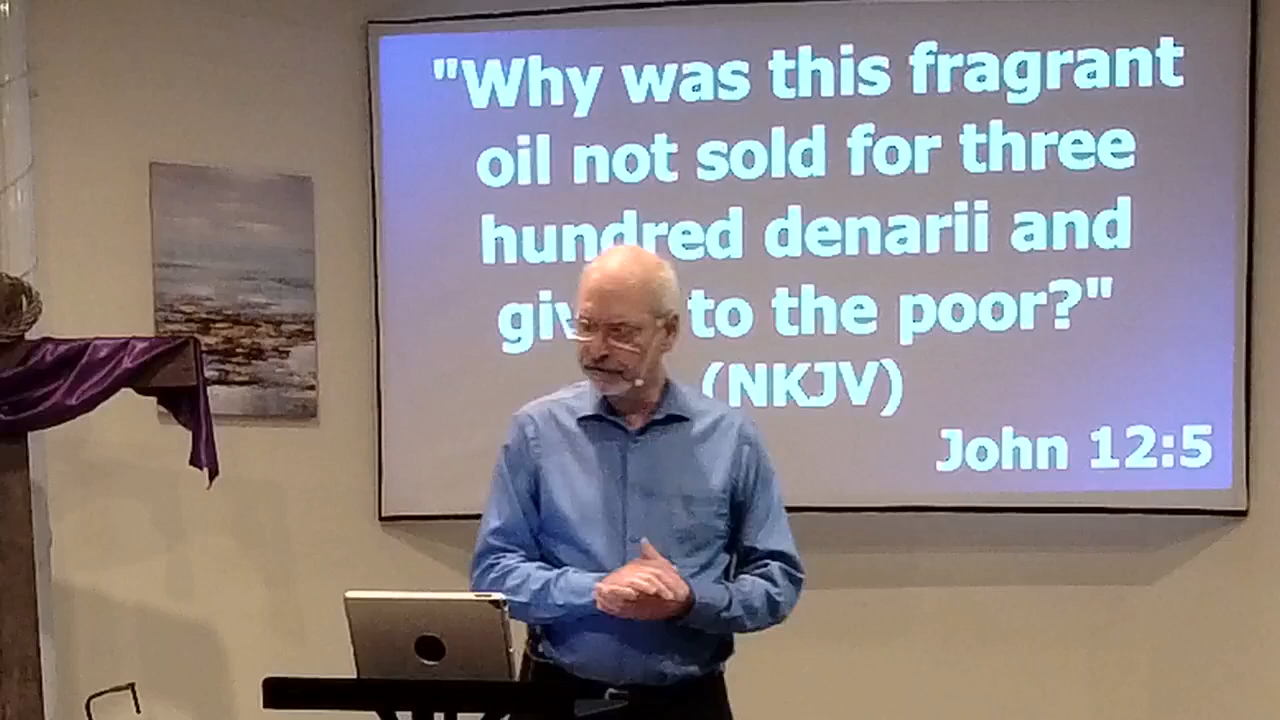 "Why was this fragrant
oil not sold for three
hundred denarii and
to the poor?"
(NKJV)
John 12:5